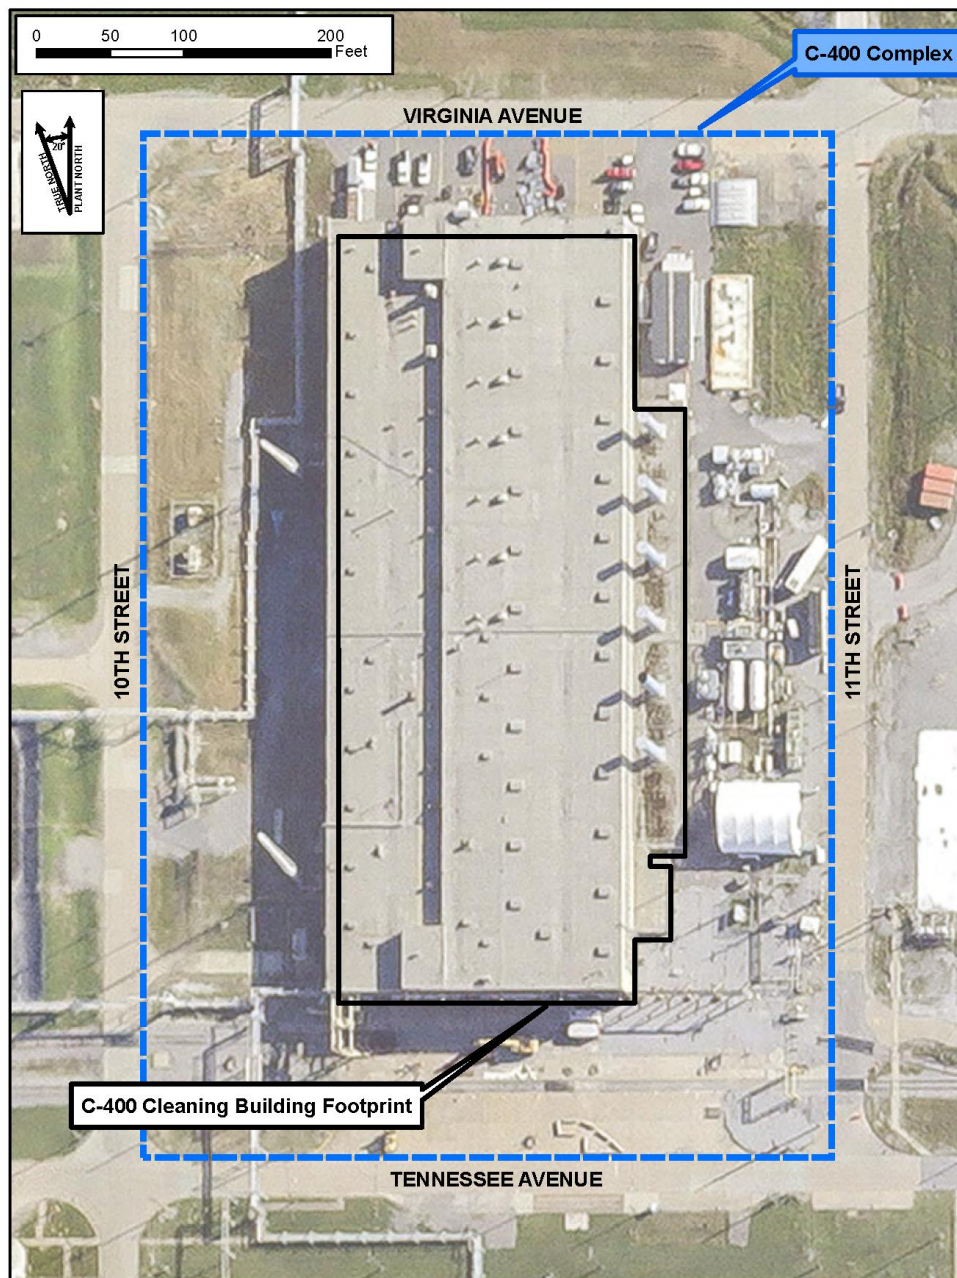 0 50 100 200
Feet
C-400 Complex
TRUE NORTH
20°
PLANT NORTH
VIRGINIA AVENUE
10TH STREET
11TH STREET
C-400 Cleaning Building Footprint
TENNESSEE AVENUE